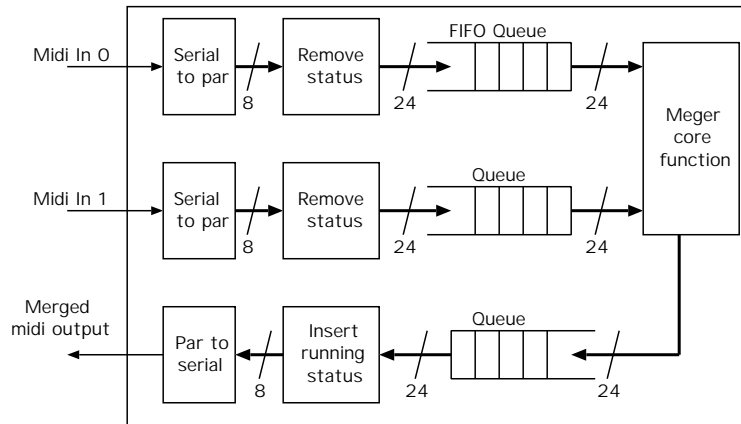 FIFO Queue
Midi In 0
Serial
to par
8
Remove
status
24
24
Meger
core
function
Queue
Midi In 1
Serial
to par
8
Remove
status
24
24
Merged
midi output
Par to
serial
8
Insert
running
status
24
Queue
24